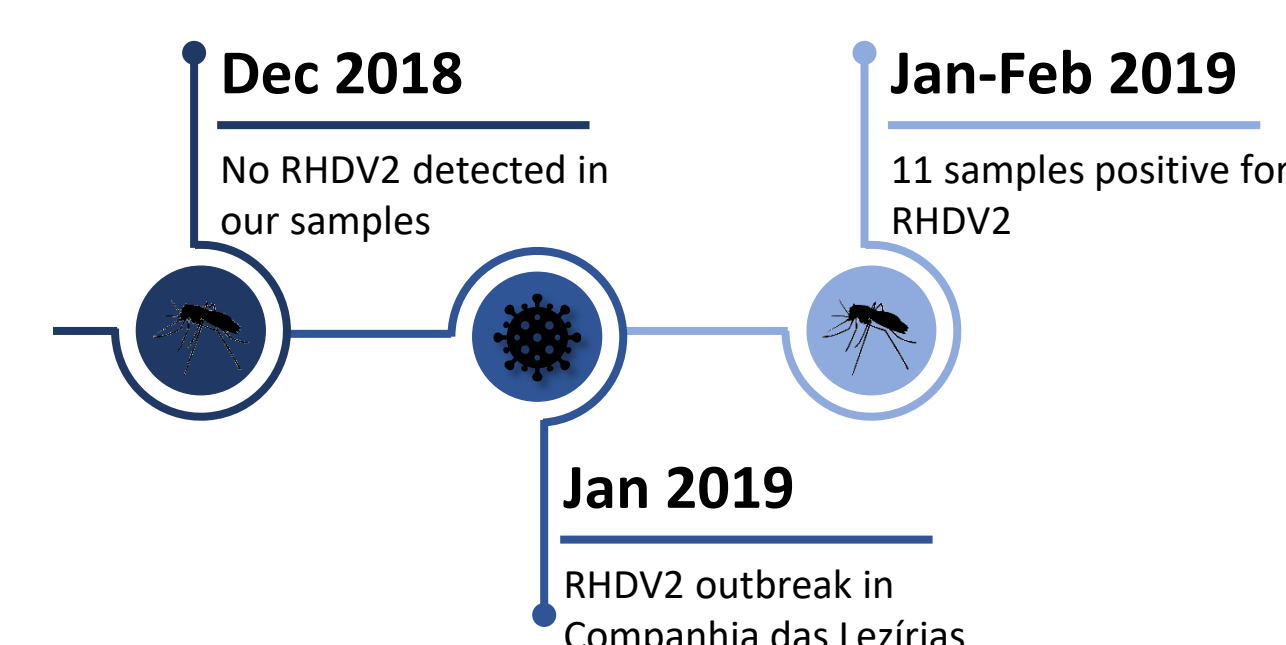 Dec 2018
No RHDV2 detected in
our samples
Jan-Feb 2019
11 samples positive for
RHDV2
Jan 2019
RHDV2 outbreak in
Companhia das Lezírias